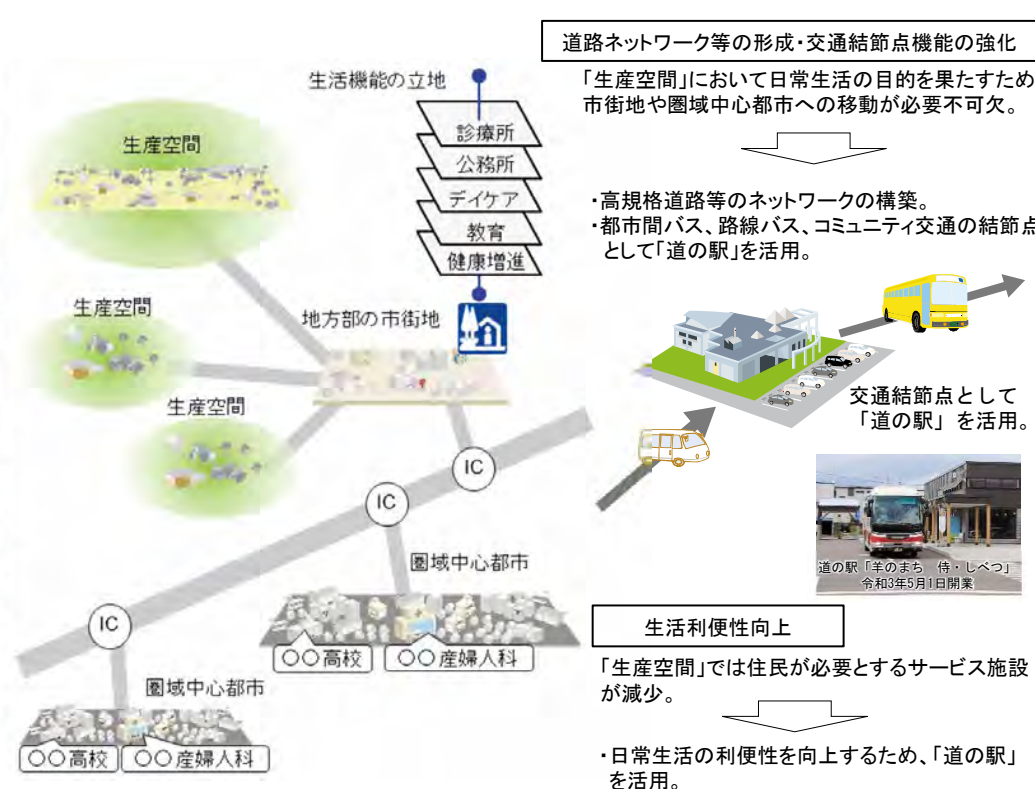 生活機能の立地
診療所
公務所
デイケア
教育
健康増進
生産空間
生産空間
生産空間
地方部の市街地
IC
IC
IC
圏域中心都市
○○高校
○○産婦人科
圏域中心都市
○○高校
○○産婦人科
道路ネットワーク等の形成・交通結節点機能の強化
「生産空間」において日常生活の目的を果たすため
市街地や圏域中心都市への移動が必要不可欠。
・高規格道路等のネットワークの構築。
・都市間バス、路線バス、コミュニティ交通の結節点
として「道の駅」を活用。
交通結節点として
「道の駅」を活用。
道の駅「羊のまち　侍・しべつ」
令和3年5月1日開業
生活利便性向上
「生産空間」では住民が必要とするサービス施設
が減少。
・日常生活の利便性を向上するため、「道の駅」
を活用。